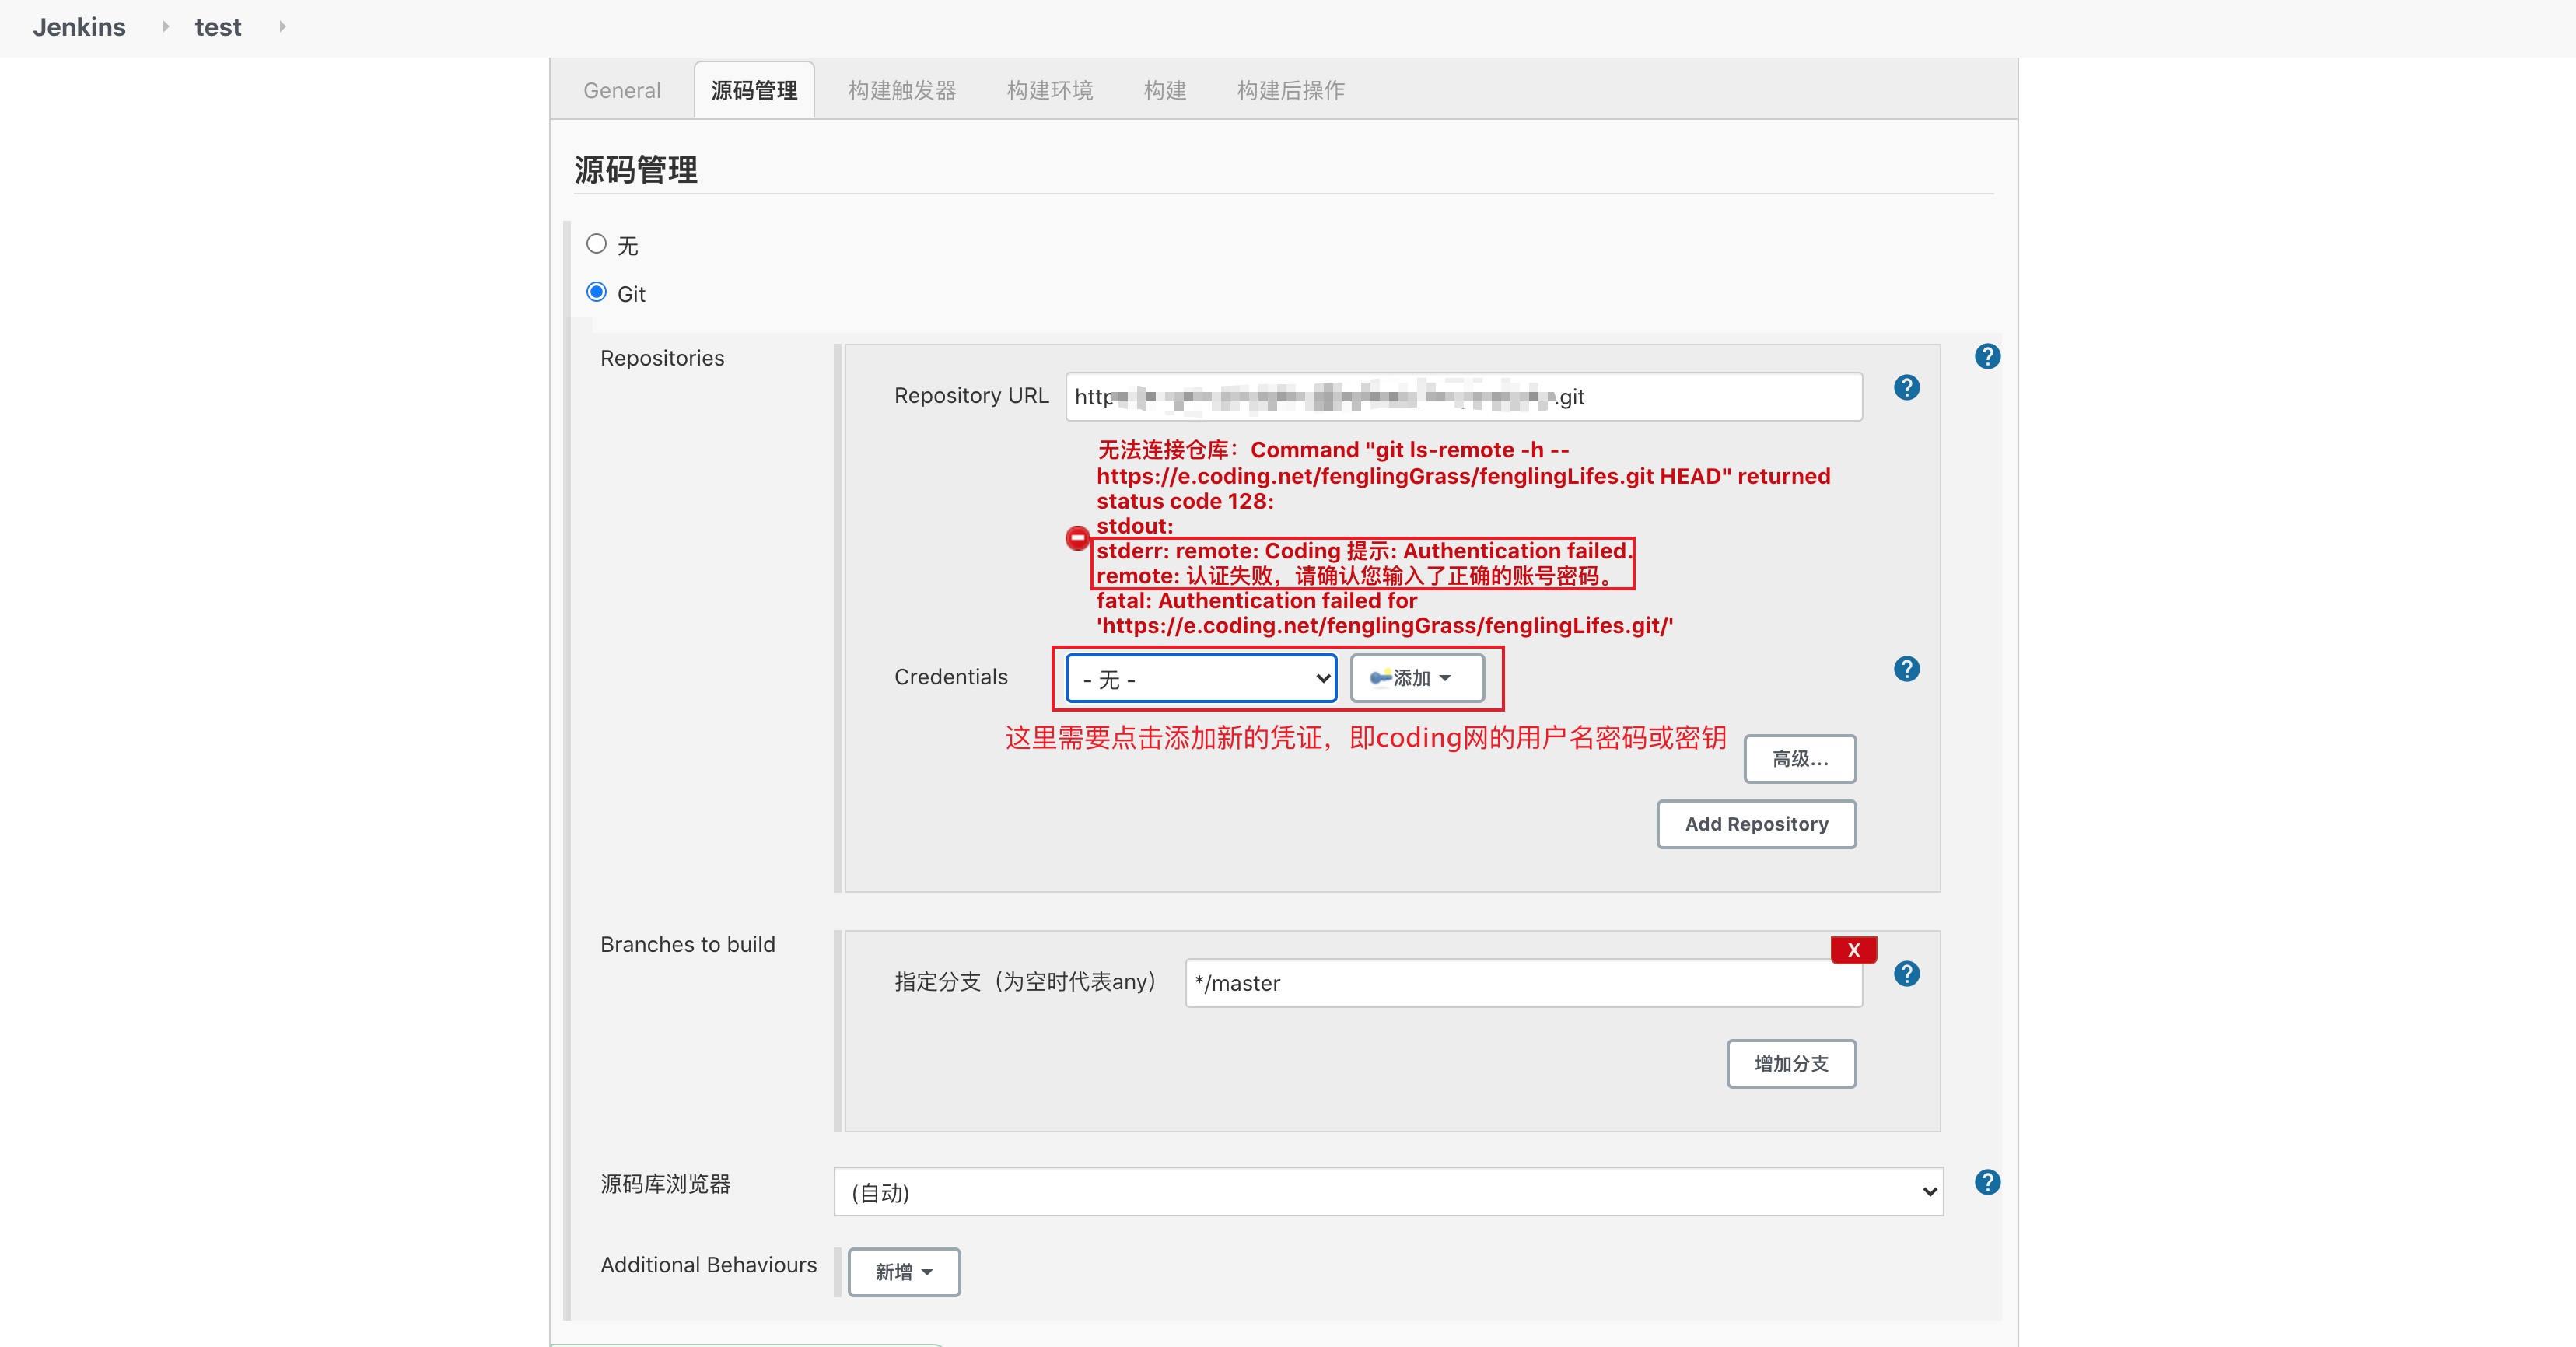 Jenkins
test
General
源码管理
构建触发器
构建环境
构建
构建后操作
源码管理
无
Git
Repositories
Repository URL
http
.git
无法连接仓库：Command "git ls-remote -h --
https://e.coding.net/fenglingGrass/fenglingLifes.git HEAD" returned
status code 128:
stdout:
stderr: remote: Coding 提示: Authentication failed.
remote: 认证失败，请确认您输入了正确的账号密码。
fatal: Authentication failed for
'https://e.coding.net/fenglingGrass/fenglingLifes.git/'
Credentials
- 无 -
添加
这里需要点击添加新的凭证，即coding网的用户名密码或密钥
高级...
Add Repository
Branches to build
X
指定分支（为空时代表any）
*/master
增加分支
源码库浏览器
(自动)
Additional Behaviours
新增